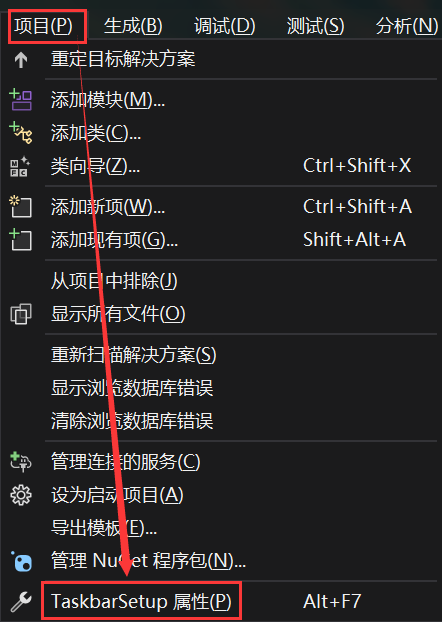 项目(P) 生成(B) 调试(D) 测试(S) 分析(N)
重定目标解决方案
添加模块(M)...
添加类(C)...
类向导(Z)... Ctrl+Shift+X
添加新项(W)... Ctrl+Shift+A
添加现有项(G)... Shift+Alt+A
从项目中排除(J)
显示所有文件(O)
重新扫描解决方案(S)
显示浏览数据库错误
清除浏览数据库错误
管理连接的服务(C)
设为启动项目(A)
导出模板(E)...
管理 NuGet 程序包(N)...
TaskbarSetup 属性(P) Alt+F7